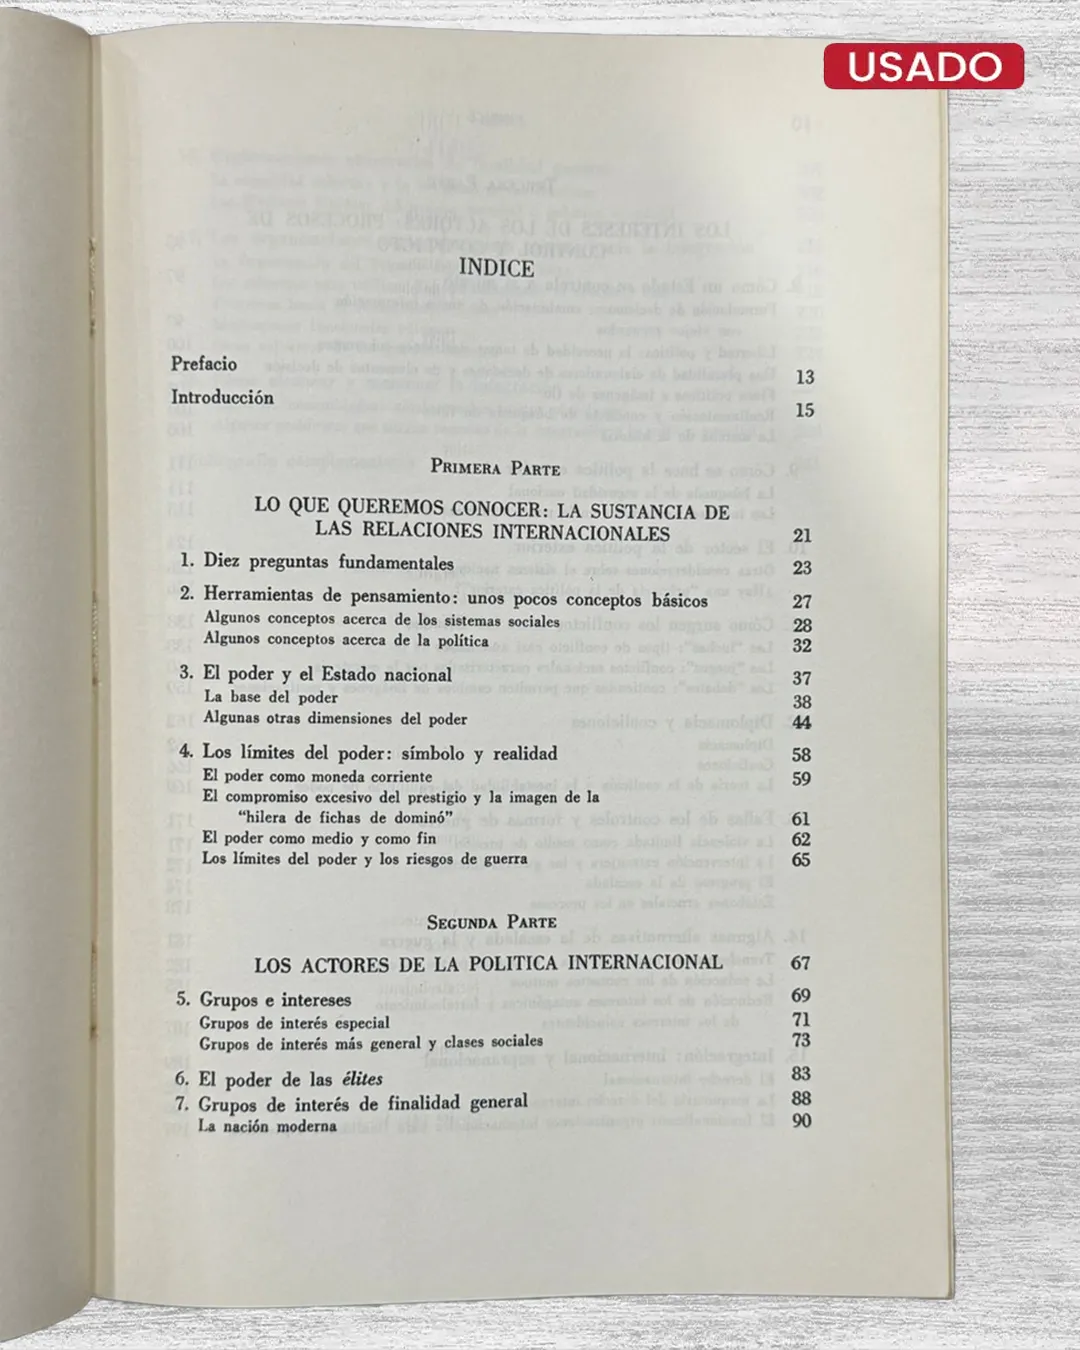 USADO
INDICE
Prefacio 13
Introducción 15
PRIMERA PARTE
LO QUE QUEREMOS CONOCER: LA SUSTANCIA DE
LAS RELACIONES INTERNACIONALES 21
1. Diez preguntas fundamentales 23
2. Herramientas de pensamiento: unos pocos conceptos básicos 27
Algunos conceptos acerca de los sistemas sociales 28
Algunos conceptos acerca de la política 32
3. El poder y el Estado nacional 37
La base del poder 38
Algunas otras dimensiones del poder 44
4. Los límites del poder: símbolo y realidad 58
El poder como moneda corriente 59
El compromiso excesivo del prestigio y la imagen de la
"hilera de fichas de dominó" 61
El poder como medio y como fin 62
Los límites del poder y los riesgos de guerra 65
SEGUNDA PARTE
LOS ACTORES DE LA POLITICA INTERNACIONAL 67
5. Grupos e intereses 69
Grupos de interés especial 71
Grupos de interés más general y clases sociales 73
6. El poder de las élites 83
7. Grupos de interés de finalidad general 88
La nación moderna 90